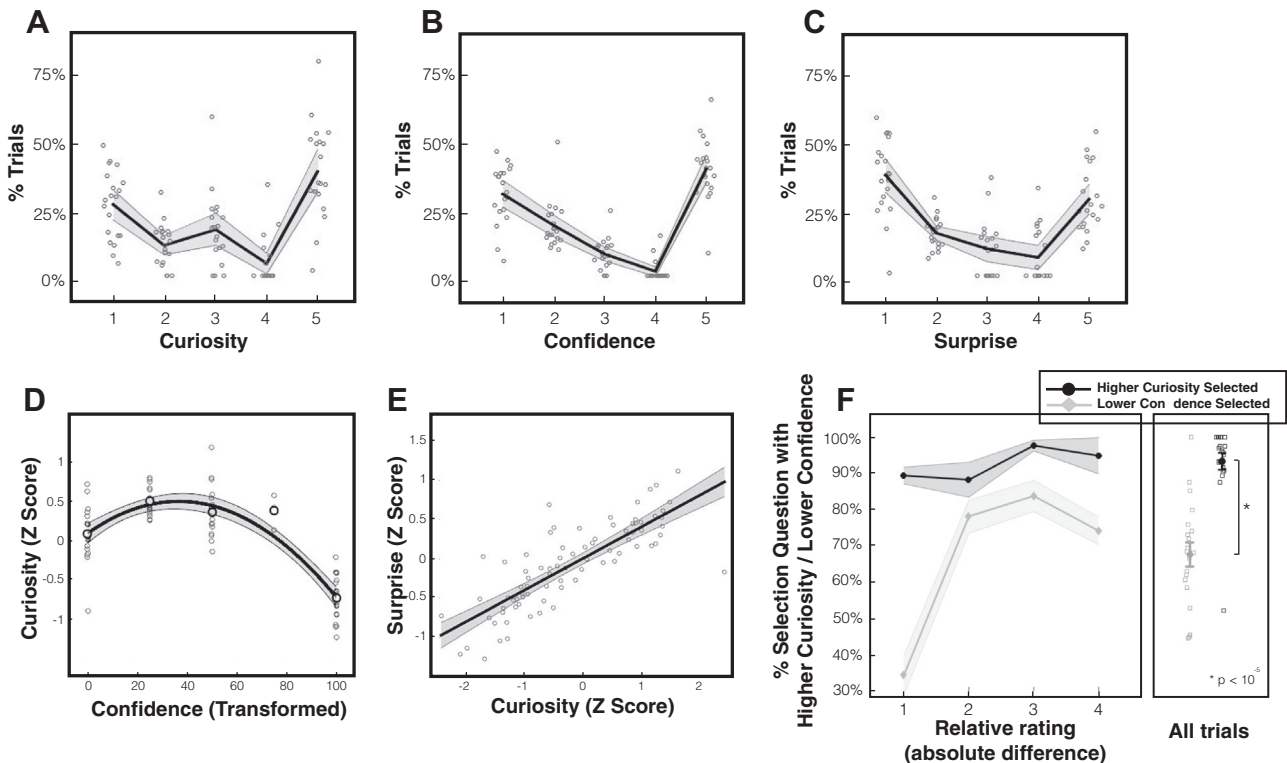 A
% Trials
75%
50%
25%
0%
1 2 3 4 5
Curiosity
B
% Trials
75%
50%
25%
0%
1 2 3 4 5
Confidence
C
% Trials
75%
50%
25%
0%
1 2 3 4 5
Surprise
D
Curiosity (Z Score)
1
0.5
0
-0.5
-1
0 20 40 60 80 100
Confidence (Transformed)
E
Surprise (Z Score)
1.5
1
0.5
0
-0.5
-1
-2 -1 0 1 2
Curiosity (Z Score)
F
Higher Curiosity Selected
Lower Con dence Selected
% Selection Question with
Higher Curiosity / Lower Confidence
100%
90%
80%
70%
60%
50%
40%
30%
1 2 3 4
Relative rating
(absolute difference)
*
* p < 10-5
All trials